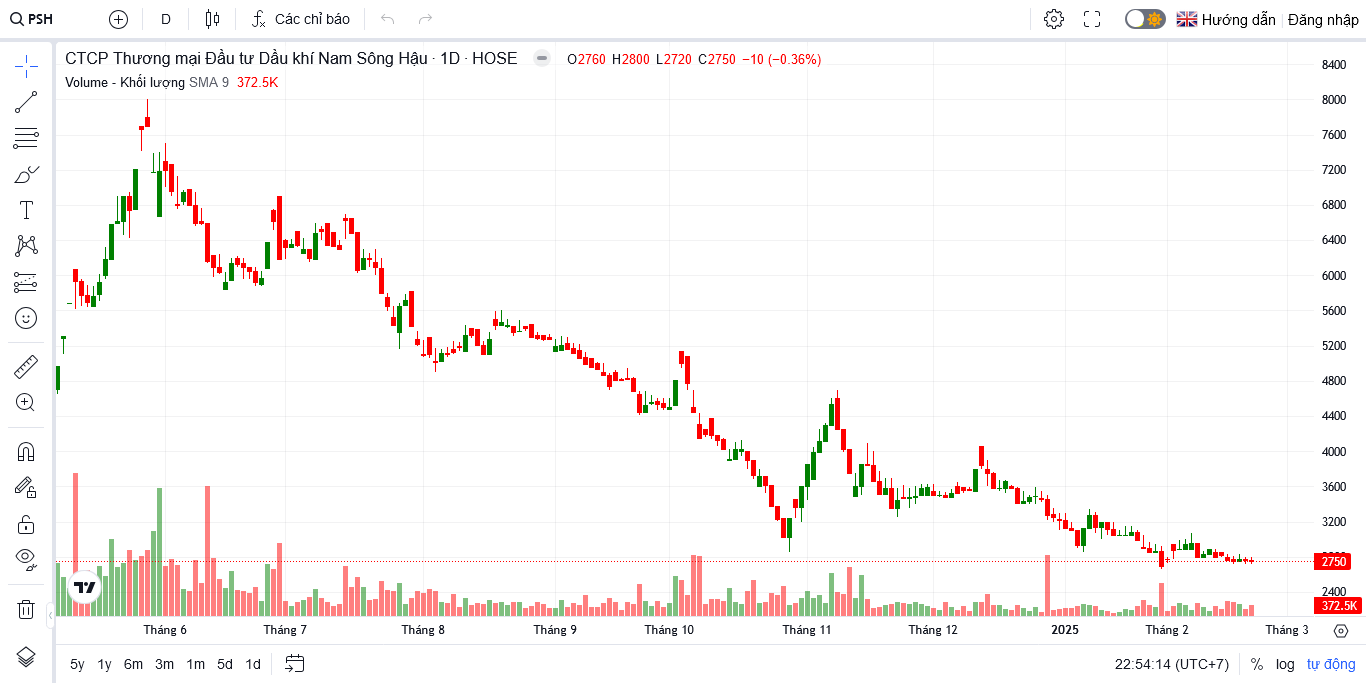 PSH D Các chỉ báo Hướng dẫn Đăng nhập
CTCP Thương mại Đầu tư Dầu khí Nam Sông Hậu · 1D · HOSE O2760 H2800 L2720 C2750 −10 (−0.36%)
Volume - Khối lượng SMA 9 372.5K
8400
8000
7600
7200
6800
6400
6000
5600
5200
4800
4400
4000
3600
3200
2750
2400
372.5K
Tháng 6 Tháng 7 Tháng 8 Tháng 9 Tháng 10 Tháng 11 Tháng 12 2025 Tháng 2 Tháng 3
5y 1y 6m 3m 1m 5d 1d 22:54:14 (UTC+7) % log tự động